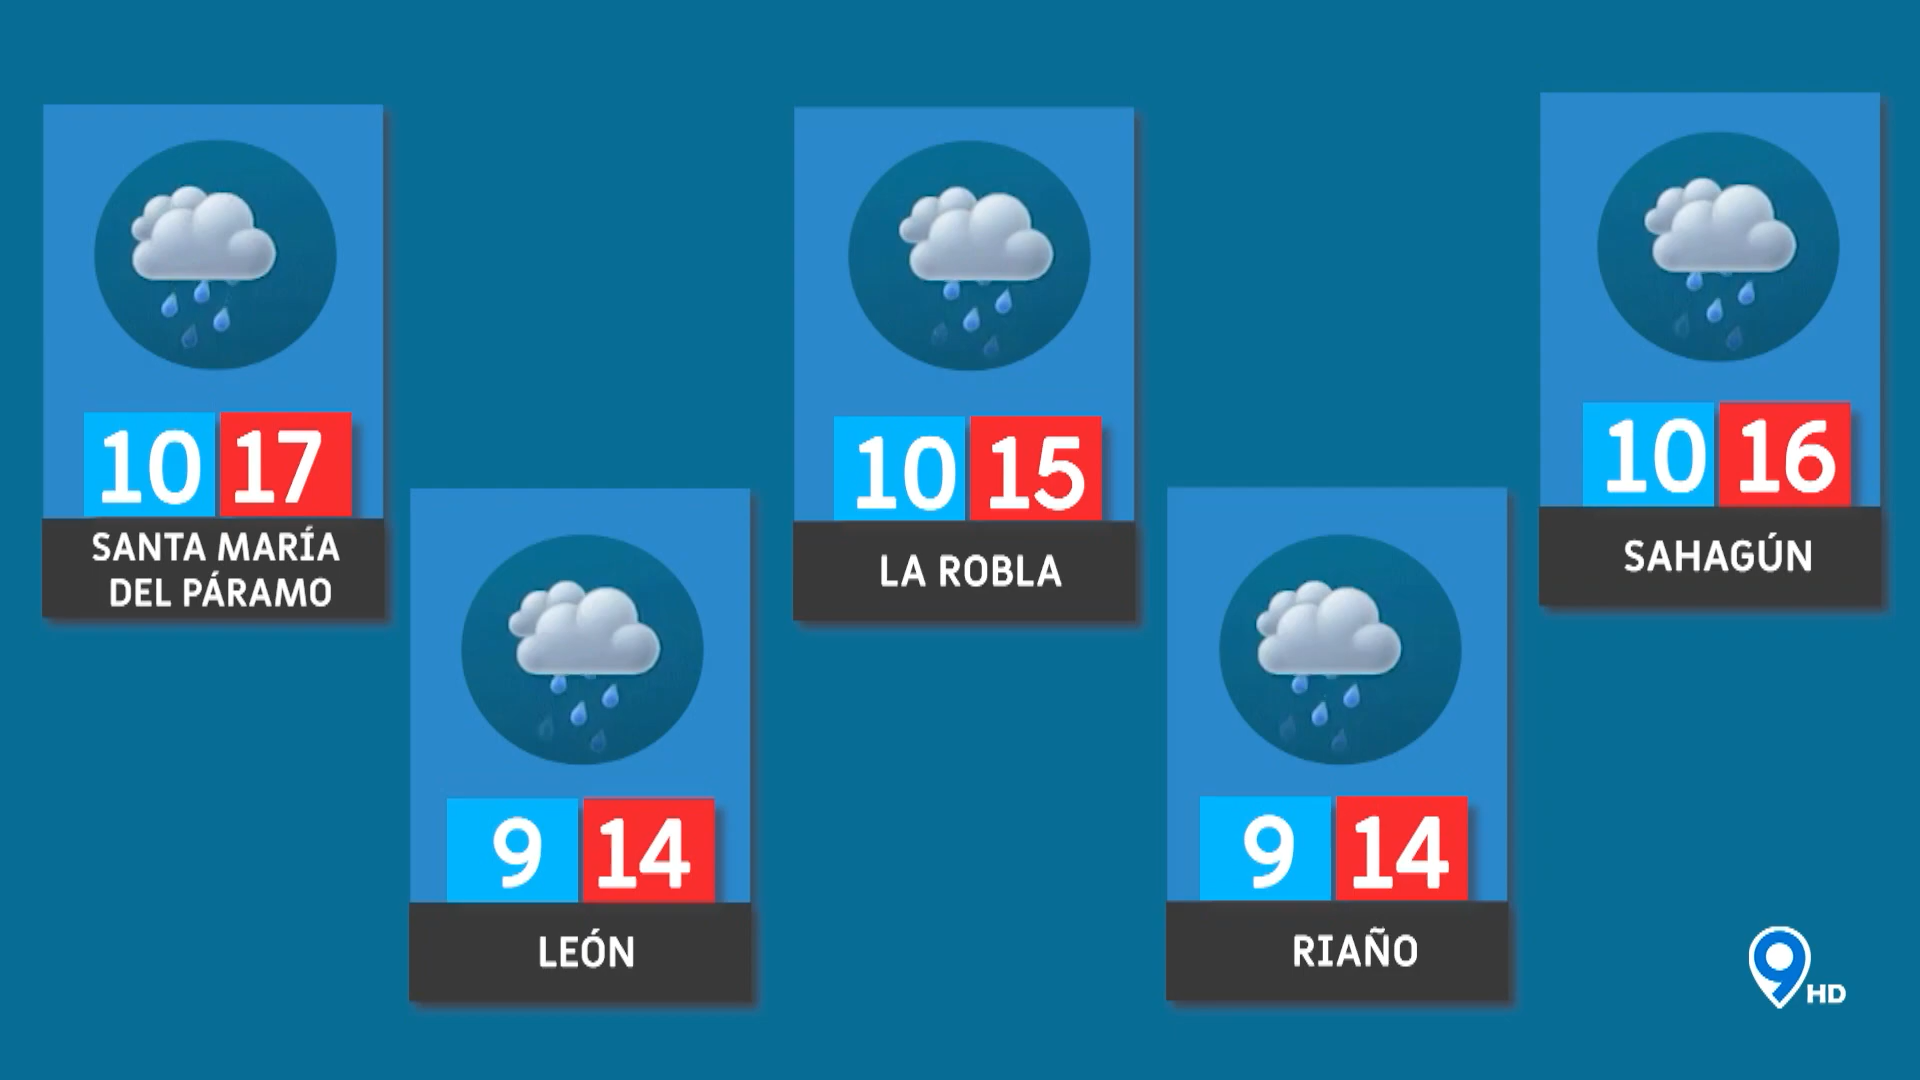 10 17
SANTA MARÍA
DEL PÁRAMO
9 14
LEÓN
10 15
LA ROBLA
9 14
RIAÑO
10 16
SAHAGÚN
9 HD